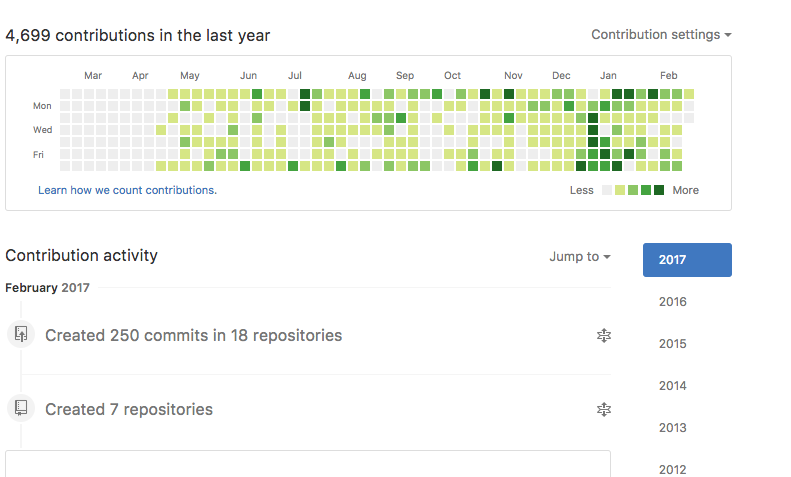 4,699 contributions in the last year
Contribution settings
Mar Apr May Jun Jul Aug Sep Oct Nov Dec Jan Feb
Mon
Wed
Fri
Learn how we count contributions.
Less More
Contribution activity
Jump to
2017
February 2017
2016
Created 250 commits in 18 repositories
2015
2014
Created 7 repositories
2013
2012